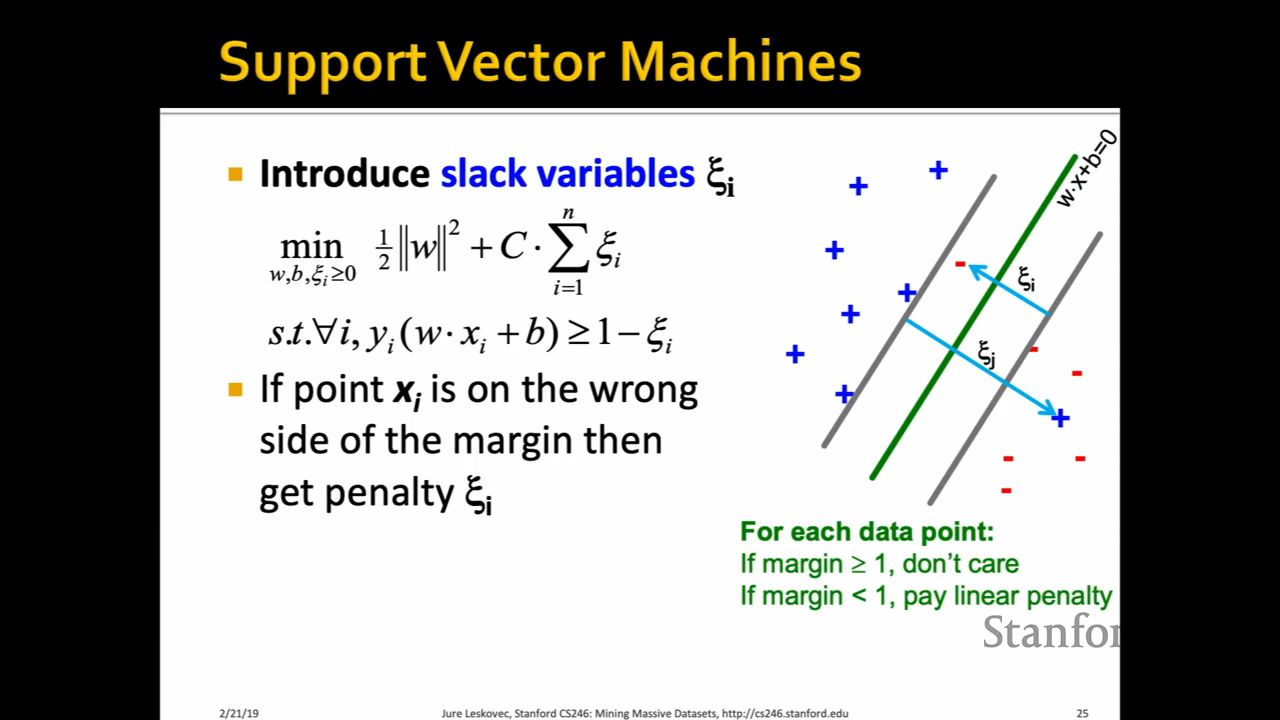 Support Vector Machines
Introduce slack variables ξᵢ
min ½‖w‖² + C · ∑ ξᵢ
w,b,ξᵢ≥0 n i=1
s.t.∀i, yᵢ(w · xᵢ + b) ≥ 1 − ξᵢ
If point xᵢ is on the wrong
side of the margin then
get penalty ξᵢ
w·x+b=0
ξᵢ
ξⱼ
For each data point:
If margin ≥ 1, don't care
If margin < 1, pay linear penalty
Stanfor
2/21/19
Jure Leskovec, Stanford CS246: Mining Massive Datasets, http://cs246.stanford.edu
25